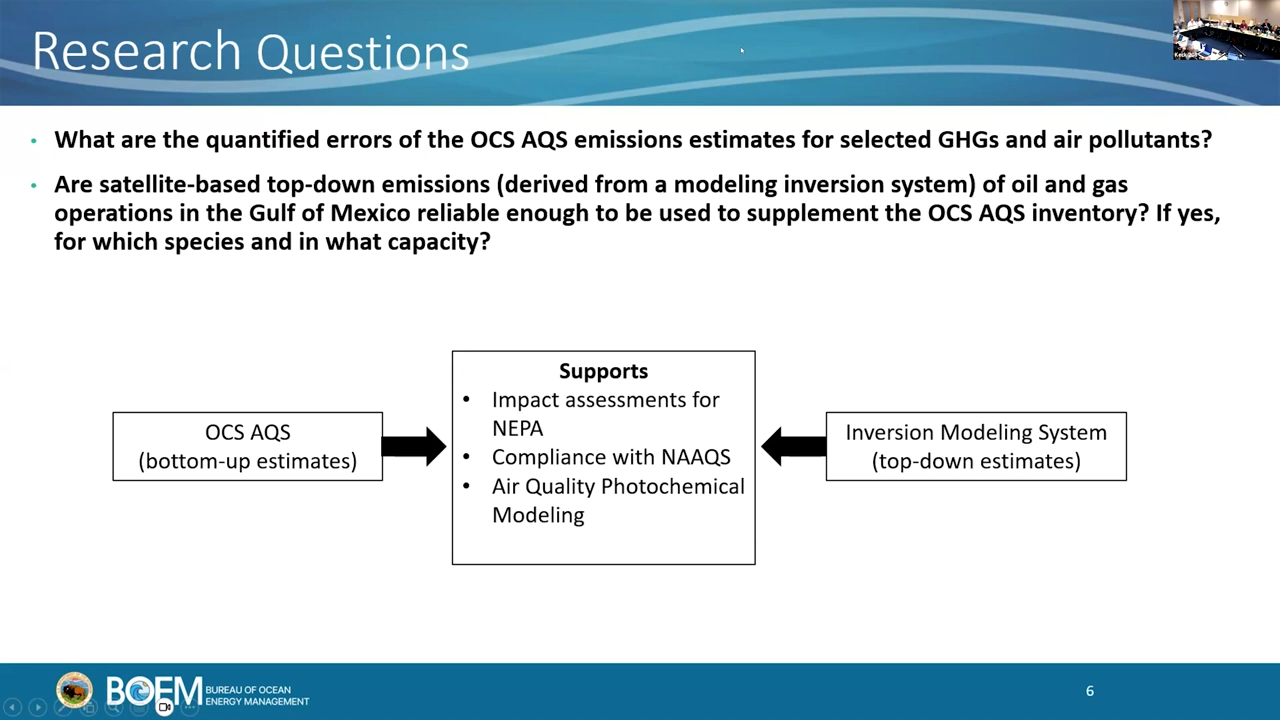 Research Questions
• What are the quantified errors of the OCS AQS emissions estimates for selected GHGs and air pollutants?
• Are satellite-based top-down emissions (derived from a modeling inversion system) of oil and gas
operations in the Gulf of Mexico reliable enough to be used to supplement the OCS AQS inventory? If yes,
for which species and in what capacity?
OCS AQS
(bottom-up estimates)
Supports
• Impact assessments for
NEPA
• Compliance with NAAQS
• Air Quality Photochemical
Modeling
Inversion Modeling System
(top-down estimates)
BOEM
BUREAU OF OCEAN
ENERGY MANAGEMENT
6